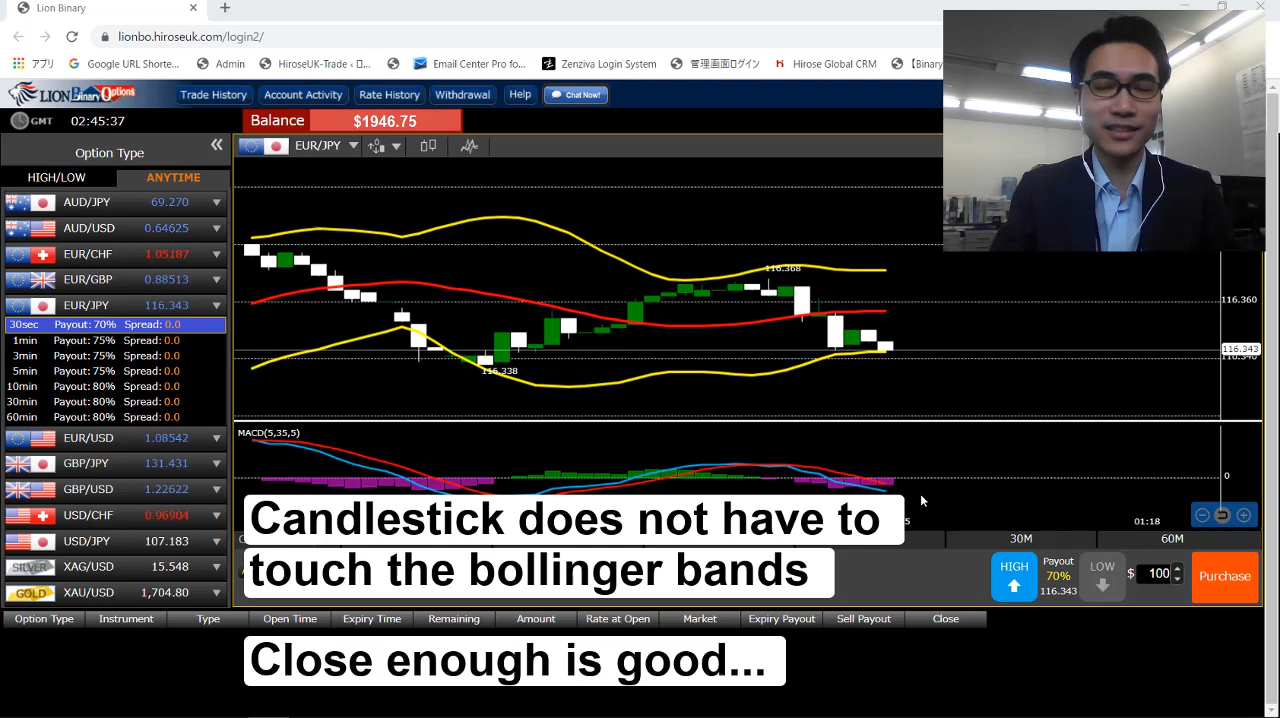 Lion Binary
lionbo.hiroseuk.com/login2/
アプリ
Google URL Shorte...
Admin
HiroseUK-Trade ‹ ロ...
Email Center Pro fo...
Zenziva Login System
管理画面ログイン
Hirose Global CRM
【Binary
LION Binary Options
Trade History
Account Activity
Rate History
Withdrawal
Help
Chat Now!
GMT 02:45:37
Balance $1946.75
Option Type
HIGH/LOW ANYTIME
AUD/JPY 69.270
AUD/USD 0.64625
EUR/CHF 1.05187
EUR/GBP 0.88513
EUR/JPY 116.343
30sec Payout: 70% Spread: 0.0
1min Payout: 75% Spread: 0.0
3min Payout: 75% Spread: 0.0
5min Payout: 75% Spread: 0.0
10min Payout: 80% Spread: 0.0
30min Payout: 80% Spread: 0.0
60min Payout: 80% Spread: 0.0
EUR/USD 1.08542
GBP/JPY 131.431
GBP/USD 1.22622
USD/CHF 0.96904
USD/JPY 107.183
SILVER XAG/USD 15.548
GOLD XAU/USD 1,704.80
EUR/JPY
116.368
116.360
116.343
116.338
MACD(5,35,5)
0
01:18
Candlestick does not have to
touch the bollinger bands
30M 60M
HIGH
Payout
70%
116.343
LOW
$ 100
Purchase
Option Type Instrument Type Open Time Expiry Time Remaining Amount Rate at Open Market Expiry Payout Sell Payout Close
Close enough is good...